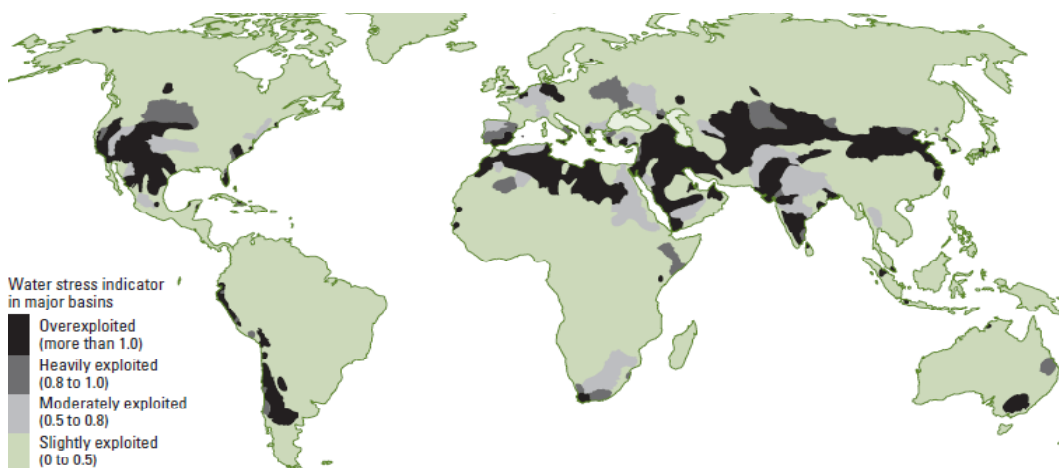 Water stress indicator
in major basins
Overexploited
(more than 1.0)
Heavily exploited
(0.8 to 1.0)
Moderately exploited
(0.5 to 0.8)
Slightly exploited
(0 to 0.5)